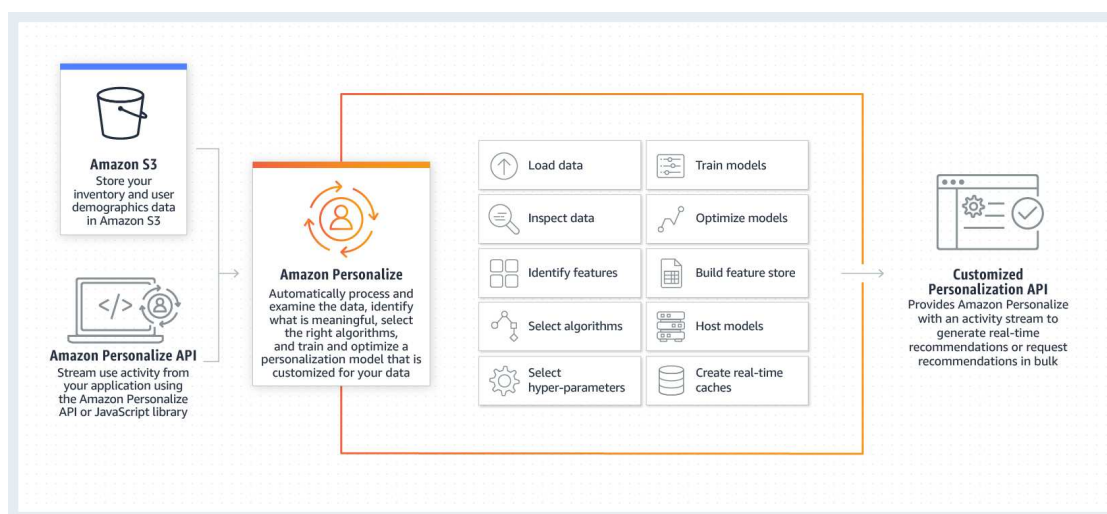 Amazon S3
Store your
inventory and user
demographics data
in Amazon S3
</>
Amazon Personalize API
Stream use activity from
your application using
the Amazon Personalize
API or JavaScript library
Amazon Personalize
Automatically process and
examine the data, identify
what is meaningful, select
the right algorithms,
and train and optimize a
personalization model that is
customized for your data
Load data
Train models
Inspect data
Optimize models
Identify features
Build feature store
Select algorithms
Host models
Select
hyper-parameters
Create real-time
caches
Customized
Personalization API
Provides Amazon Personalize
with an activity stream to
generate real-time
recommendations or request
recommendations in bulk